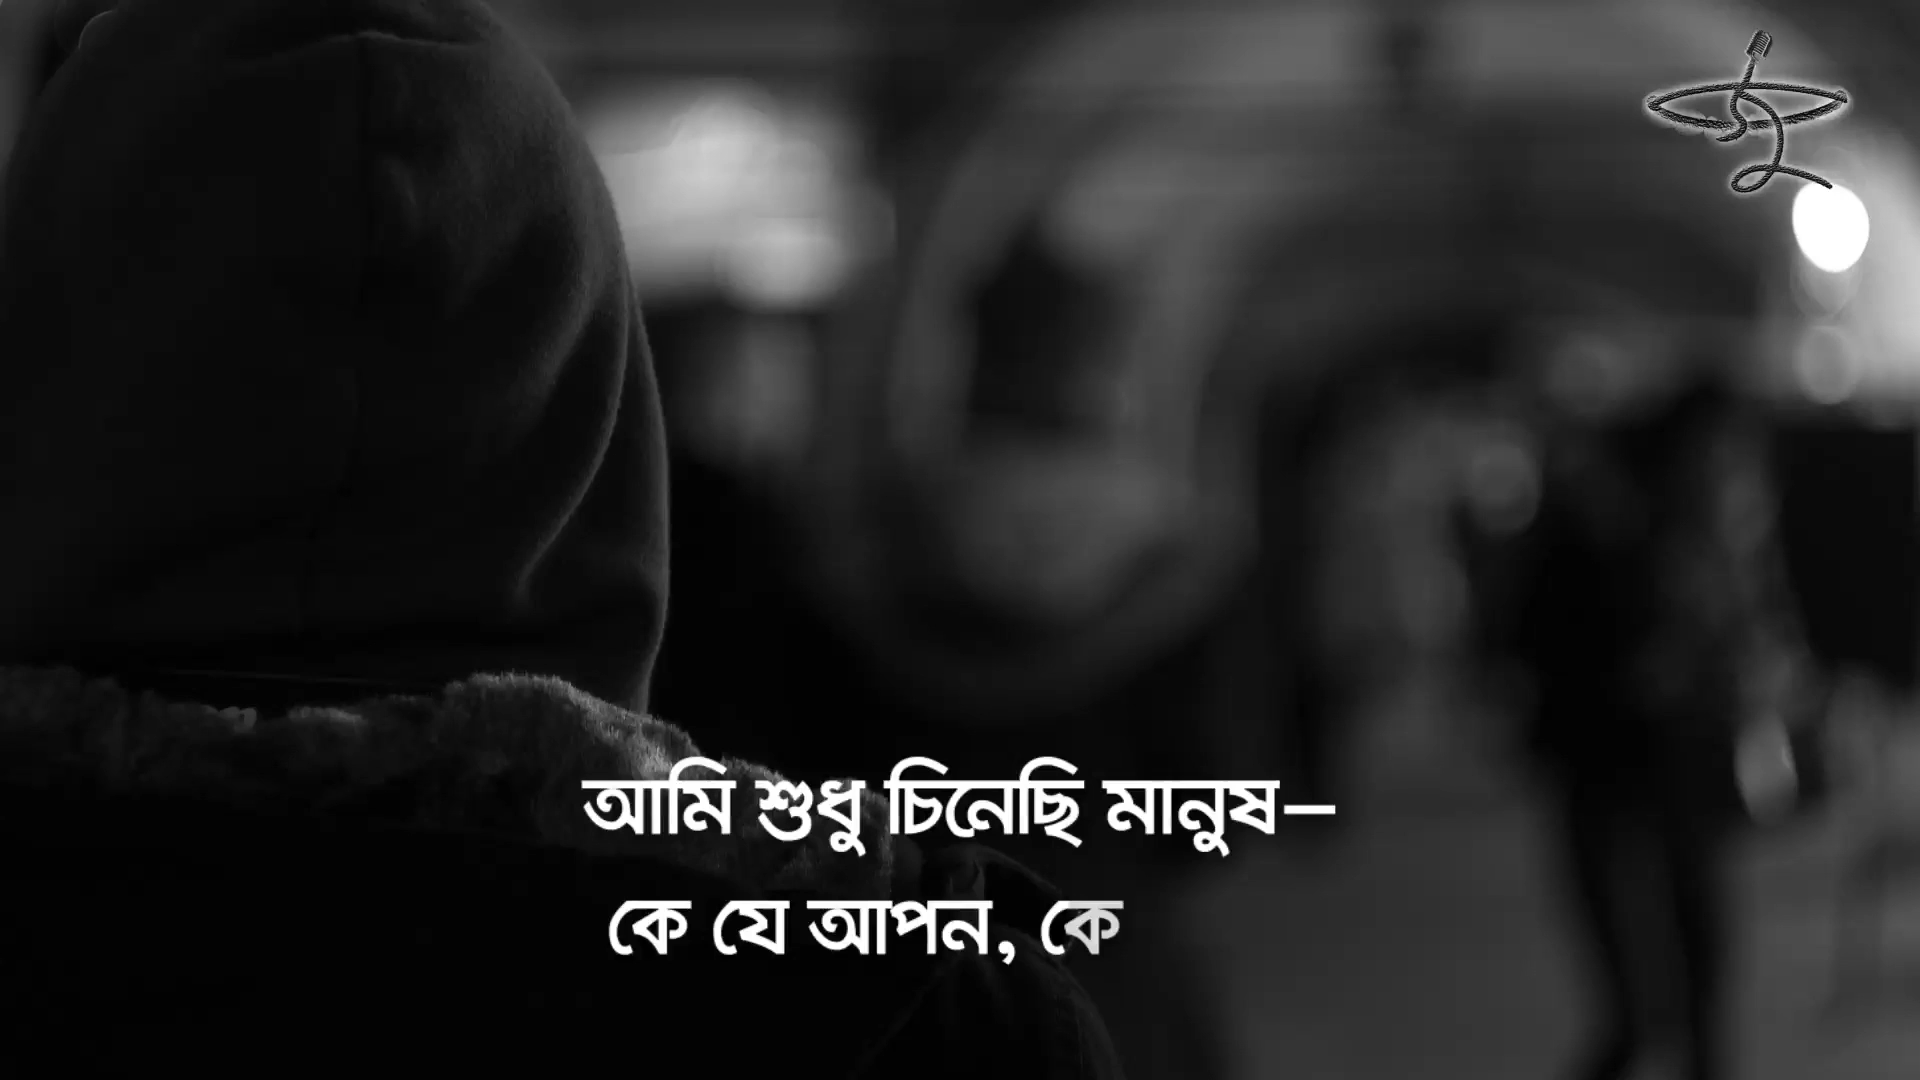 আমি শুধু চিনেছি মানুষ–
কে যে আপন, কে